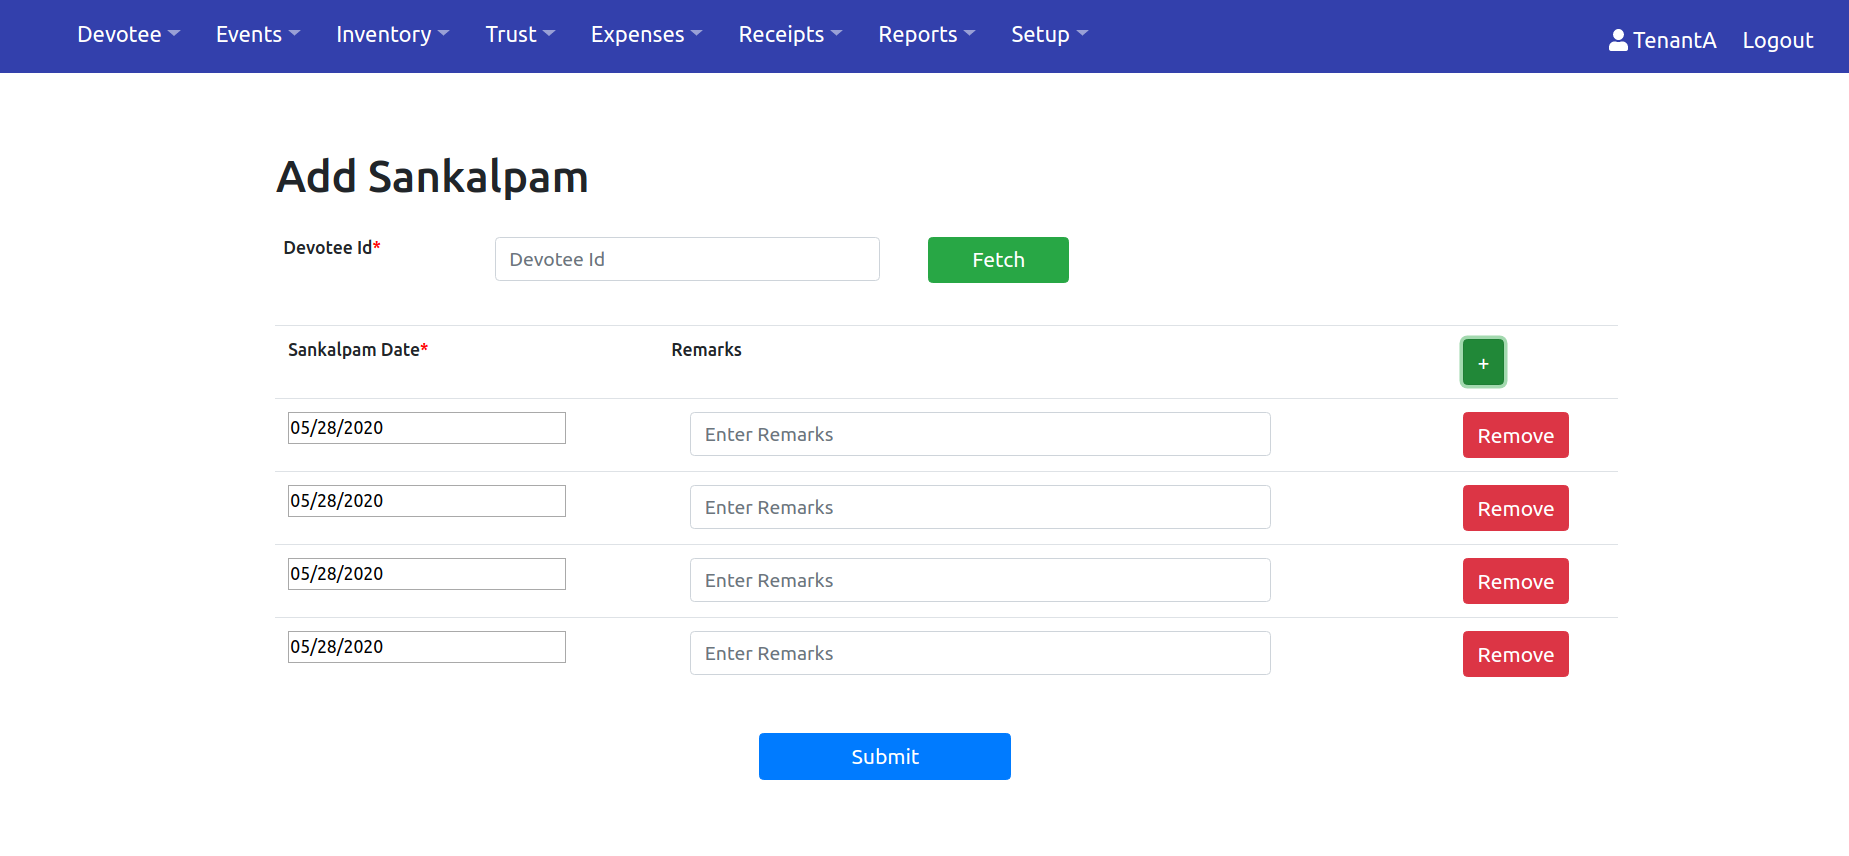 Devotee Events Inventory Trust Expenses Receipts Reports Setup TenantA Logout
Add Sankalpam
Devotee Id* Devotee Id Fetch
Sankalpam Date* Remarks +
05/28/2020 Enter Remarks Remove
05/28/2020 Enter Remarks Remove
05/28/2020 Enter Remarks Remove
05/28/2020 Enter Remarks Remove
Submit